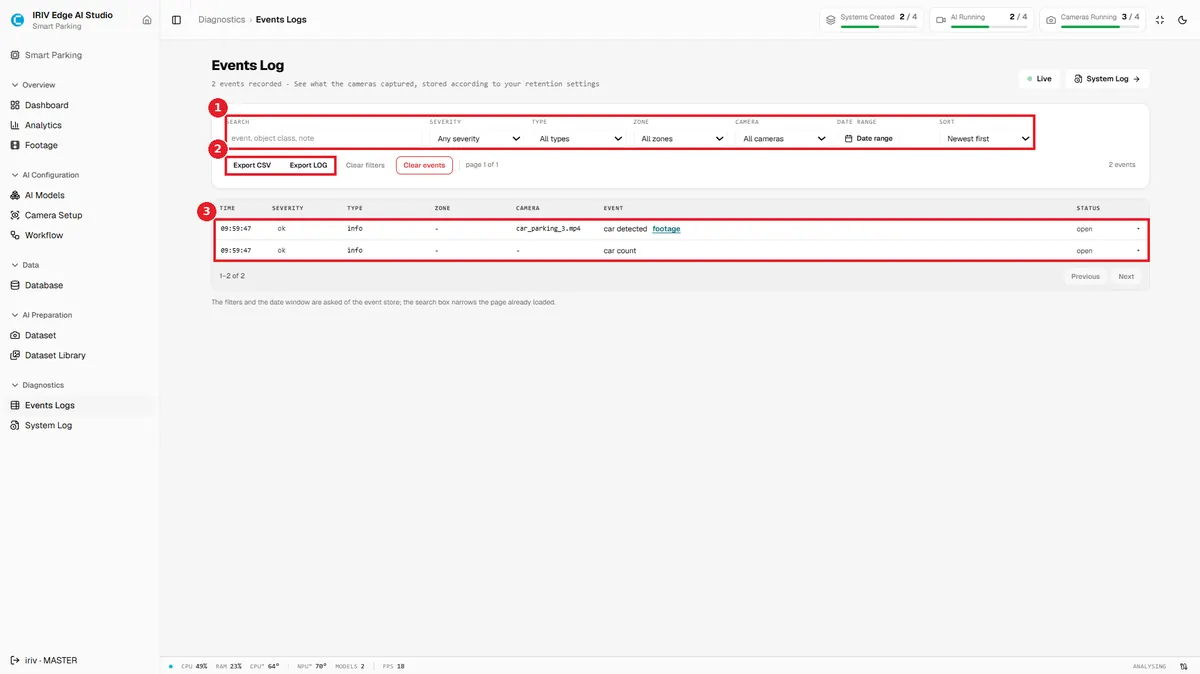 IRIV Edge AI Studio
Smart Parking
Diagnostics › Events Logs
Systems Created 2 / 4
AI Running 2 / 4
Cameras Running 3 / 4
Smart Parking
Overview
Dashboard
Analytics
Footage
AI Configuration
AI Models
Camera Setup
Workflow
Data
Database
AI Preparation
Dataset
Dataset Library
Diagnostics
Events Logs
System Log
iriv · MASTER
Events Log
2 events recorded - See what the cameras captured, stored according to your retention settings
Live
System Log →
1
SEARCH SEVERITY TYPE ZONE CAMERA DATE RANGE SORT
event, object class, note Any severity All types All zones All cameras Date range Newest first
2
Export CSV Export LOG Clear filters Clear events page 1 of 1 2 events
3
TIME SEVERITY TYPE ZONE CAMERA EVENT STATUS
09:59:47 ok info - car_parking_3.mp4 car detected footage open -
09:59:47 ok info - - car count open -
1–2 of 2 Previous Next
The filters and the date window are asked of the event store; the search box narrows the page already loaded.
CPU 49% RAM 23% CPU° 64° NPU° 70° MODELS 2 FPS 18 ANALYSING